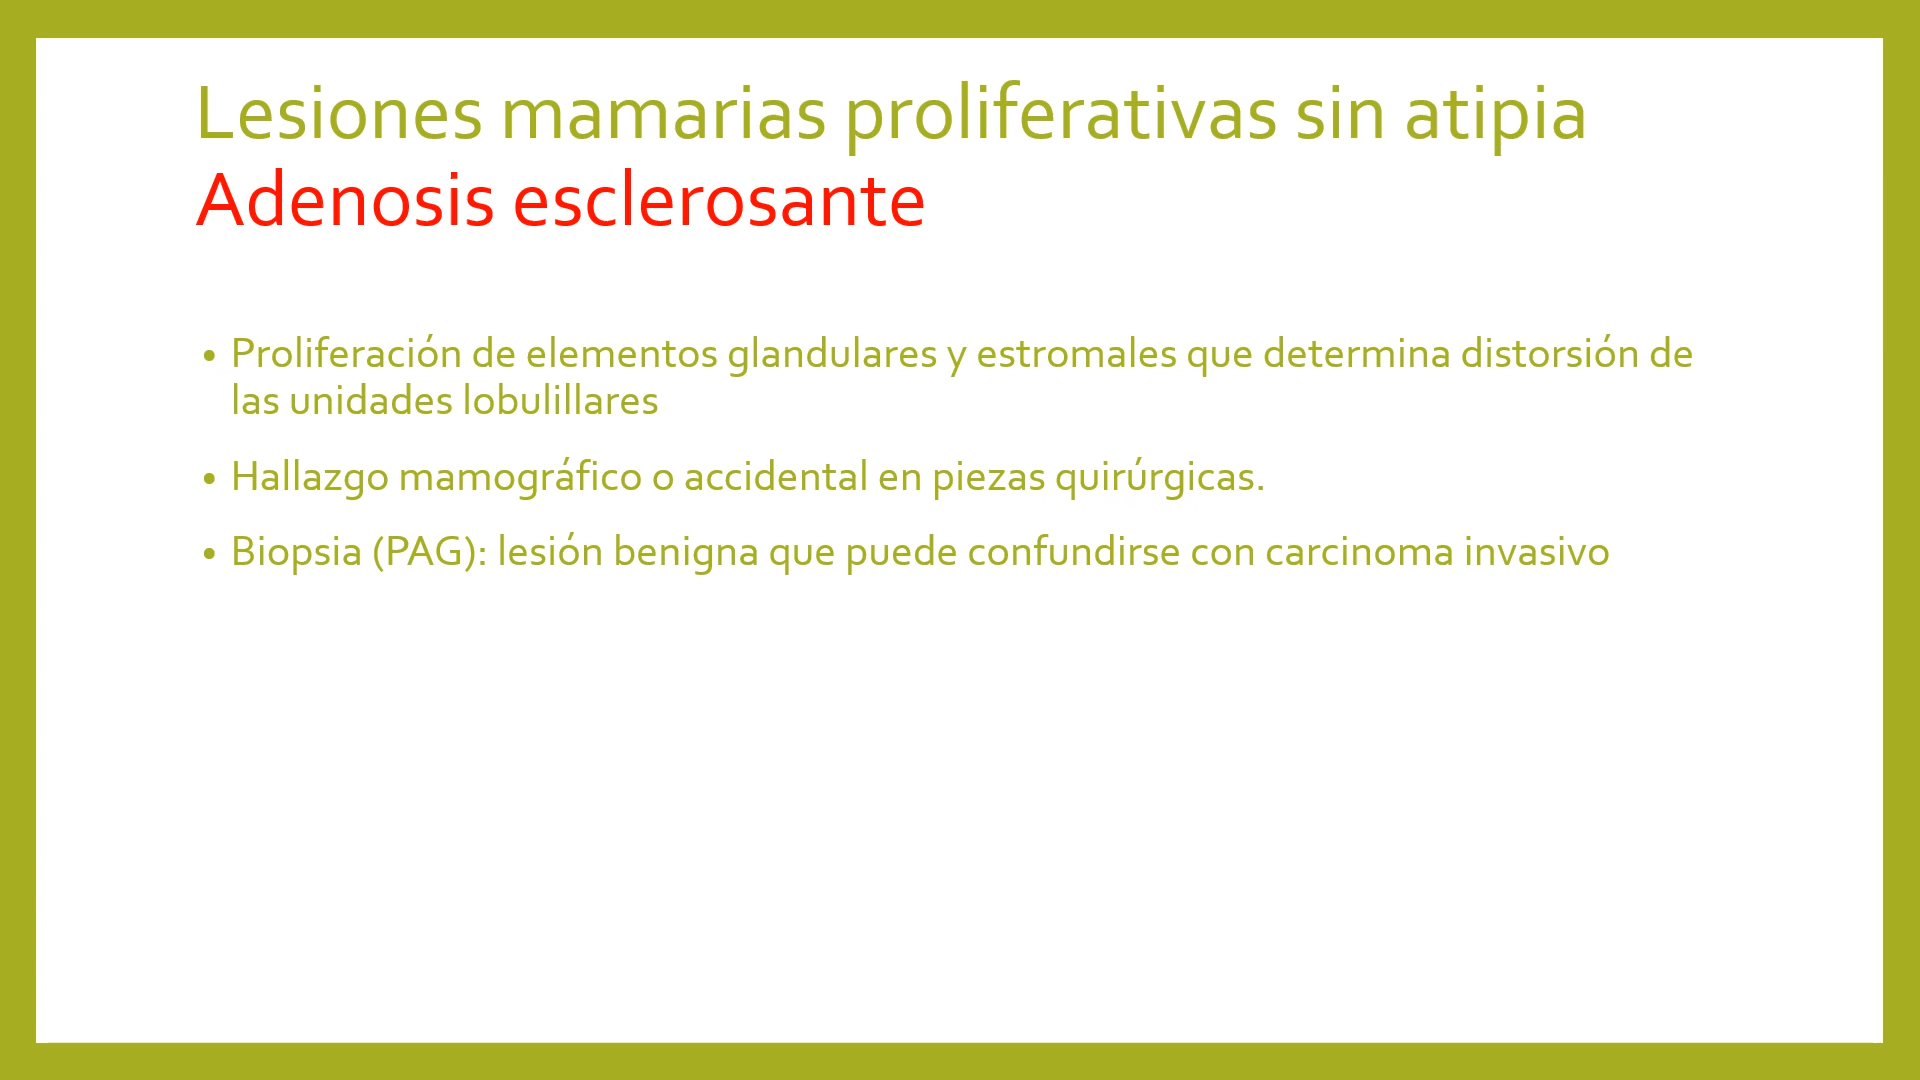 Lesiones mamarias proliferativas sin atipia
Adenosis esclerosante
• Proliferación de elementos glandulares y estromales que determina distorsión de
las unidades lobulillares
• Hallazgo mamográfico o accidental en piezas quirúrgicas.
• Biopsia (PAG): lesión benigna que puede confundirse con carcinoma invasivo